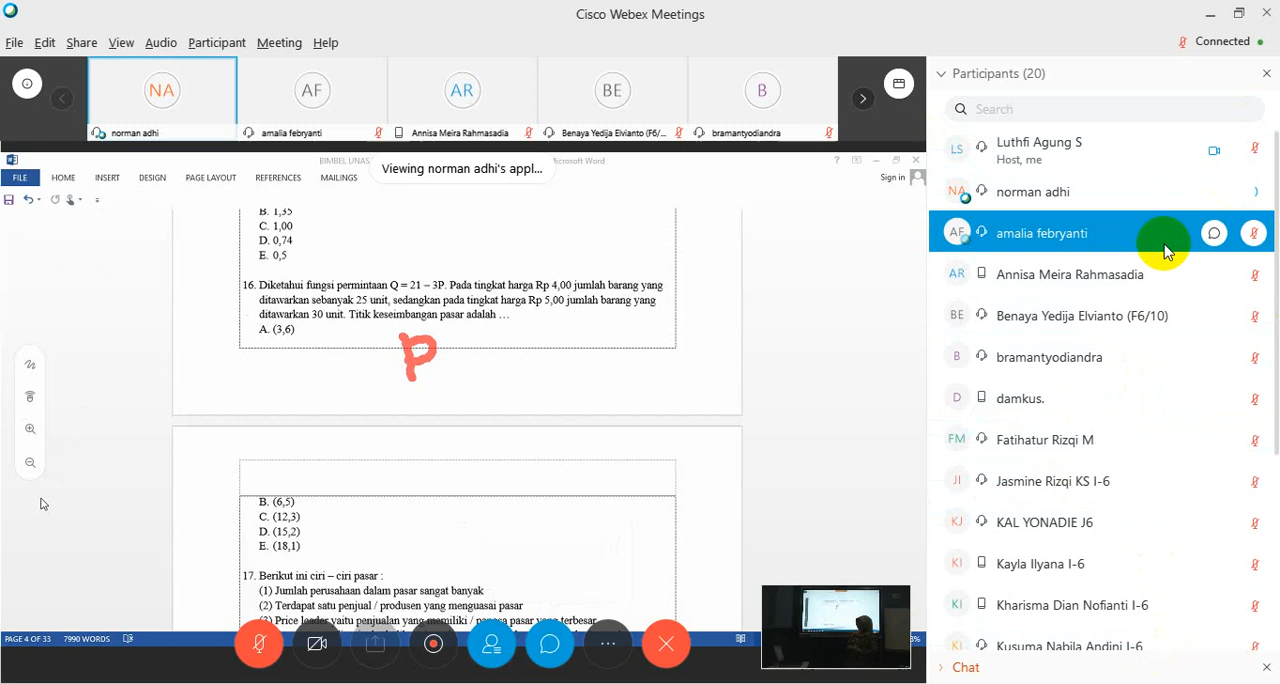 Cisco Webex Meetings
File Edit Share View Audio Participant Meeting Help
Connected
NA AF AR BE B
norman adhi
amalia febryanti
Annisa Meira Rahmasadia
Benaya Yedija Elvianto (F6/...
bramantyodiandra
BIMBEL UNAS
Microsoft Word
Viewing norman adhi's appl...
FILE HOME INSERT DESIGN PAGE LAYOUT REFERENCES MAILINGS
Sign in
B. 1,35
C. 1,00
D. 0,74
E. 0,5
16. Diketahui fungsi permintaan Q = 21 – 3P. Pada tingkat harga Rp 4,00 jumlah barang yang
ditawarkan sebanyak 25 unit, sedangkan pada tingkat harga Rp 5,00 jumlah barang yang
ditawarkan 30 unit. Titik keseimbangan pasar adalah …
A. (3,6)
P
B. (6,5)
C. (12,3)
D. (15,2)
E. (18,1)
17. Berikut ini ciri – ciri pasar :
(1) Jumlah perusahaan dalam pasar sangat banyak
(2) Terdapat satu penjual / produsen yang menguasai pasar
Price leader yaitu penjualan yang memiliki / pangsa pasar terbesar
PAGE 4 OF 33 7990 WORDS
Participants (20)
Search
LS Luthfi Agung S
Host, me
NA norman adhi
AF amalia febryanti
AR Annisa Meira Rahmasadia
BE Benaya Yedija Elvianto (F6/10)
B bramantyodiandra
D damkus.
FM Fatihatur Rizqi M
JI Jasmine Rizqi KS I-6
KJ KAL YONADIE J6
KI Kayla Ilyana I-6
KI Kharisma Dian Nofianti I-6
KI Kusuma Nabila Andini I-6
Chat